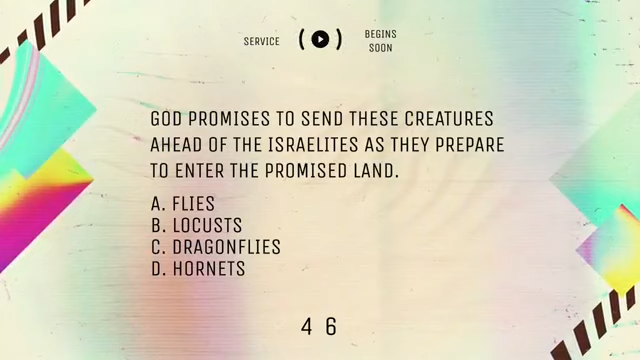 SERVICE
BEGINS
SOON
GOD PROMISES TO SEND THESE CREATURES
AHEAD OF THE ISRAELITES AS THEY PREPARE
TO ENTER THE PROMISED LAND.
A. FLIES
B. LOCUSTS
C. DRAGONFLIES
D. HORNETS
4 6